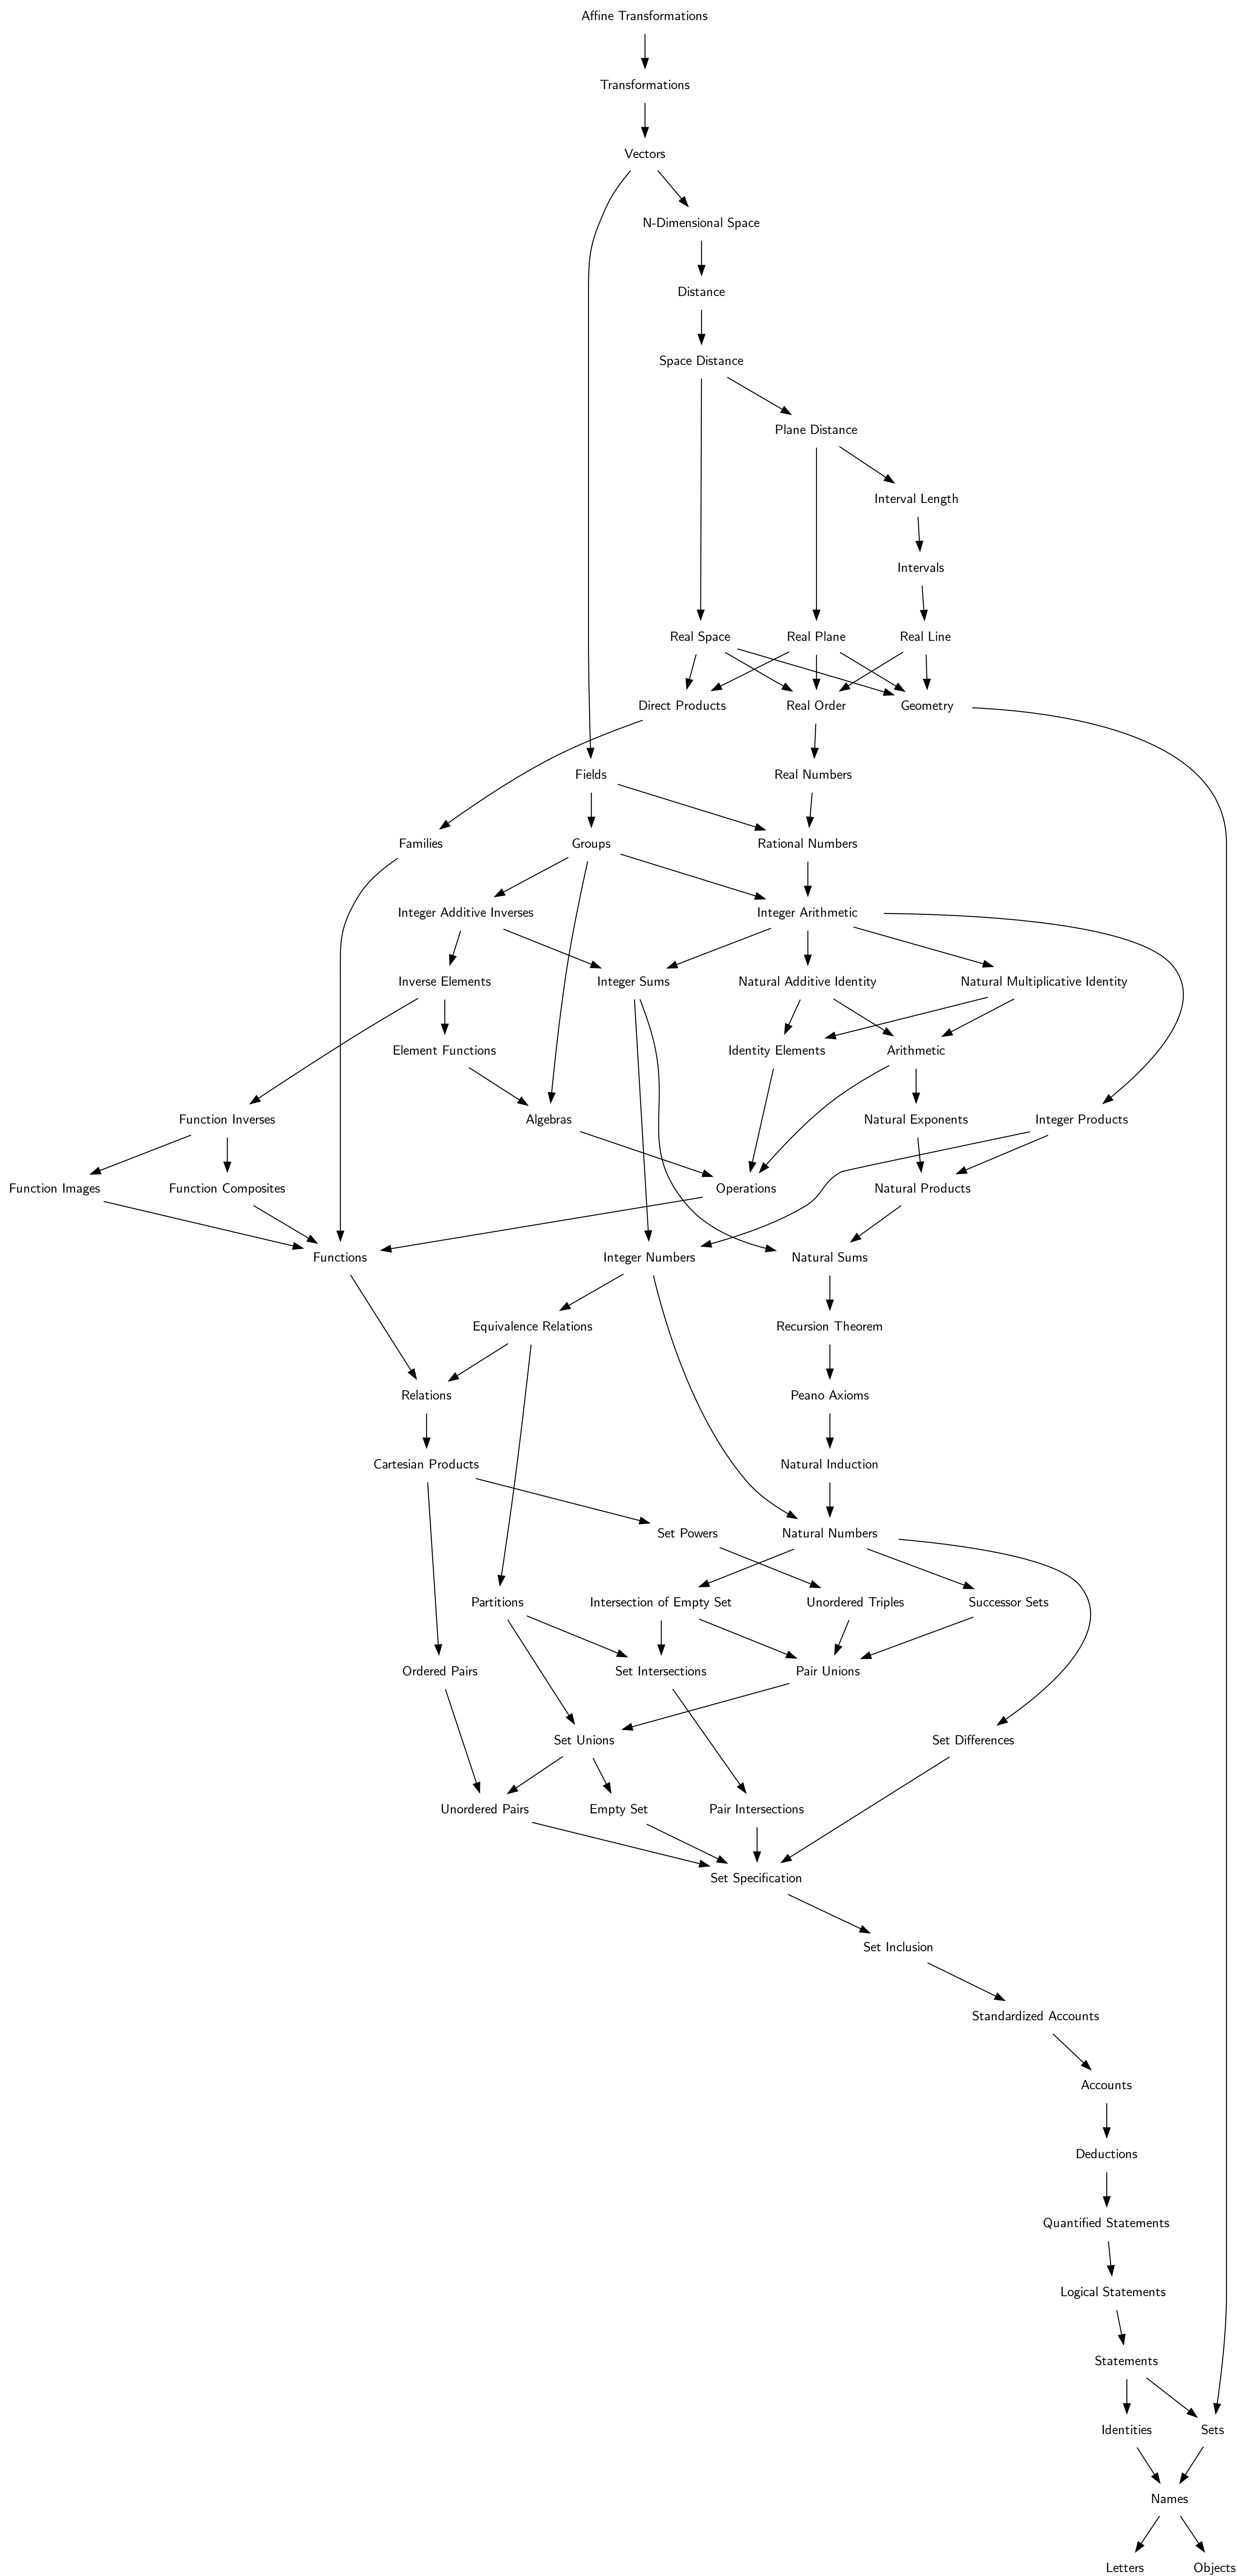 Affine Transformations
Transformations
Vectors
N-Dimensional Space
Distance
Space Distance
Plane Distance
Interval Length
Intervals
Real Space
Real Plane
Real Line
Direct Products
Real Order
Geometry
Fields
Real Numbers
Families
Groups
Rational Numbers
Integer Additive Inverses
Integer Arithmetic
Inverse Elements
Integer Sums
Natural Additive Identity
Natural Multiplicative Identity
Element Functions
Identity Elements
Arithmetic
Function Inverses
Algebras
Natural Exponents
Integer Products
Function Images
Function Composites
Operations
Natural Products
Functions
Integer Numbers
Natural Sums
Equivalence Relations
Recursion Theorem
Relations
Peano Axioms
Cartesian Products
Natural Induction
Set Powers
Natural Numbers
Partitions
Intersection of Empty Set
Unordered Triples
Successor Sets
Ordered Pairs
Set Intersections
Pair Unions
Set Unions
Set Differences
Unordered Pairs
Empty Set
Pair Intersections
Set Specification
Set Inclusion
Standardized Accounts
Accounts
Deductions
Quantified Statements
Logical Statements
Statements
Identities
Sets
Names
Letters
Objects